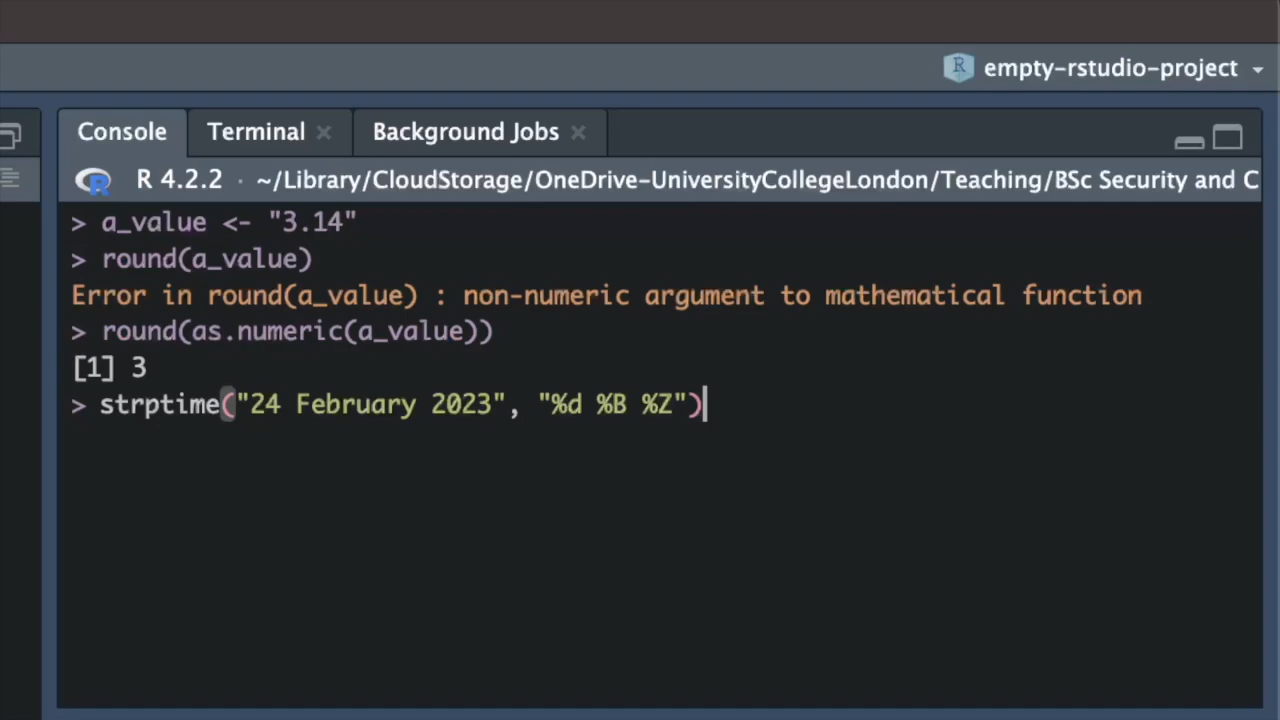 empty-rstudio-project
Console Terminal Background Jobs
R 4.2.2 · ~/Library/CloudStorage/OneDrive-UniversityCollegeLondon/Teaching/BSc Security and C
> a_value <- "3.14"
> round(a_value)
Error in round(a_value) : non-numeric argument to mathematical function
> round(as.numeric(a_value))
[1] 3
> strptime("24 February 2023", "%d %B %Z")